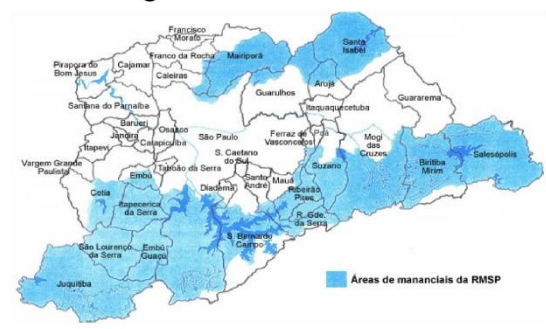 Francisco
Morato
Santa
Isabel
Franco da Rocha
Mairiporã
Pirapora do
Bom Jesus
Cajamar
Caieiras
Arujá
Guarulhos
Guararema
Santana do Parnaíba
Itaquaquecetuba
Barueri
Osasco
Jandira
São Paulo
Ferraz de
Vasconcelos
Poá
Mogi
das
Cruzes
Itapevi
Carapicuíba
S. Caetano
do Sul
Salesópolis
Vargem Grande
Paulista
Taboão da Serra
Suzano
Biritiba
Mirim
Embú
Santo
André
Mauá
Diadema
Cotia
Ribeirão
Pires
Itapecerica
da Serra
R. Gde.
da Serra
São Lourenço
da Serra
Embú
Guaçú
S. Bernardo
Campo
Juquitiba
Áreas de mananciais da RMSP